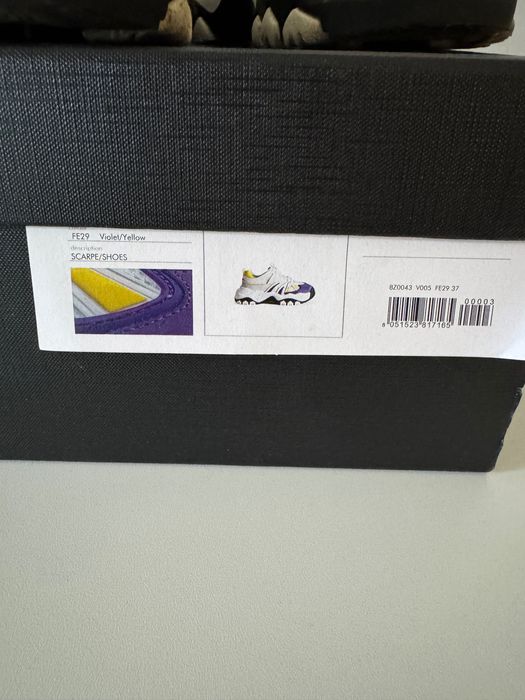 FE29 Violet/Yellow
description
SCARPE/SHOES
BZ0043 V005 FE29 37
00003
8 051523 817165